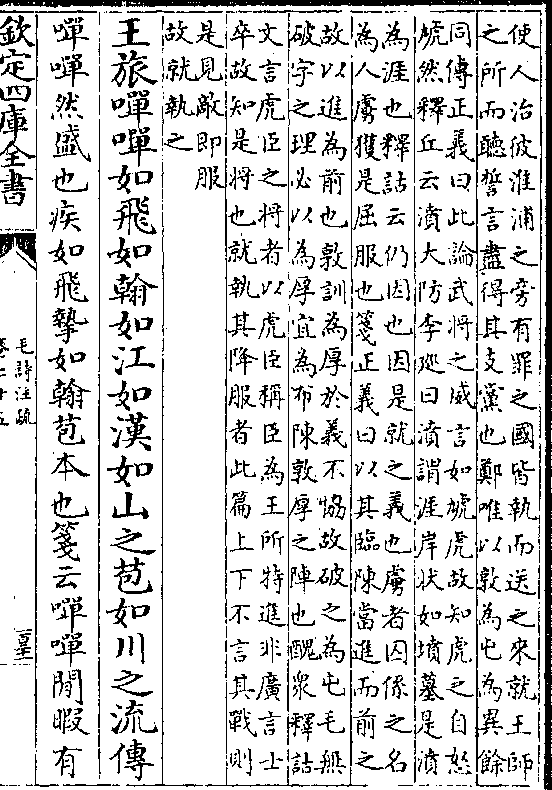 使人治彼淮浦之旁有罪之國皆執而送之來就王師
之所而聽誓言盡得其支黨也鄭唯以敦為屯為異餘
同傳正義曰此論武將之威言如虓虎故知虎之自怒
虓然釋丘云濆大防李廵曰濆謂涯岸狀如墳墓是濆
為涯也釋詁云仍因也因是就之義也虜者囚係之名
為人虜獲是屈服也箋正義曰以其臨陳當進而前之
故以進為前也敦訓為厚於義不恊故破之為屯毛無
破字之理必以為厚宜為布陳敦厚之陣也醜衆釋詁
文言虎臣之將者以虎臣稱臣為王所特進非廣言士
卒故知是將也就執其降服者此篇上下不言其戰則
是見敵即服
故就執之
王旅嘽嘽如飛如翰如江如漢如山之苞如川之流傳
嘽嘽然盛也疾如飛摯如翰苞本也箋云嘽嘽閒暇有
欽定四庫全書
毛詩注疏
卷二十五